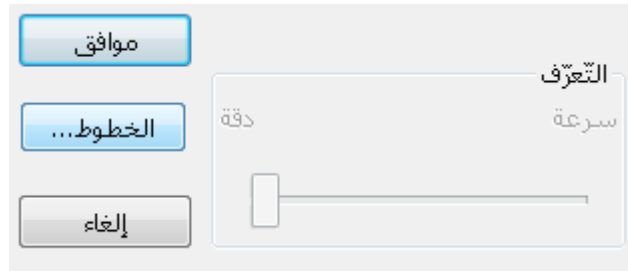 موافق
التّعرّف
سرعة دقة
الخطوط...
إلغاء